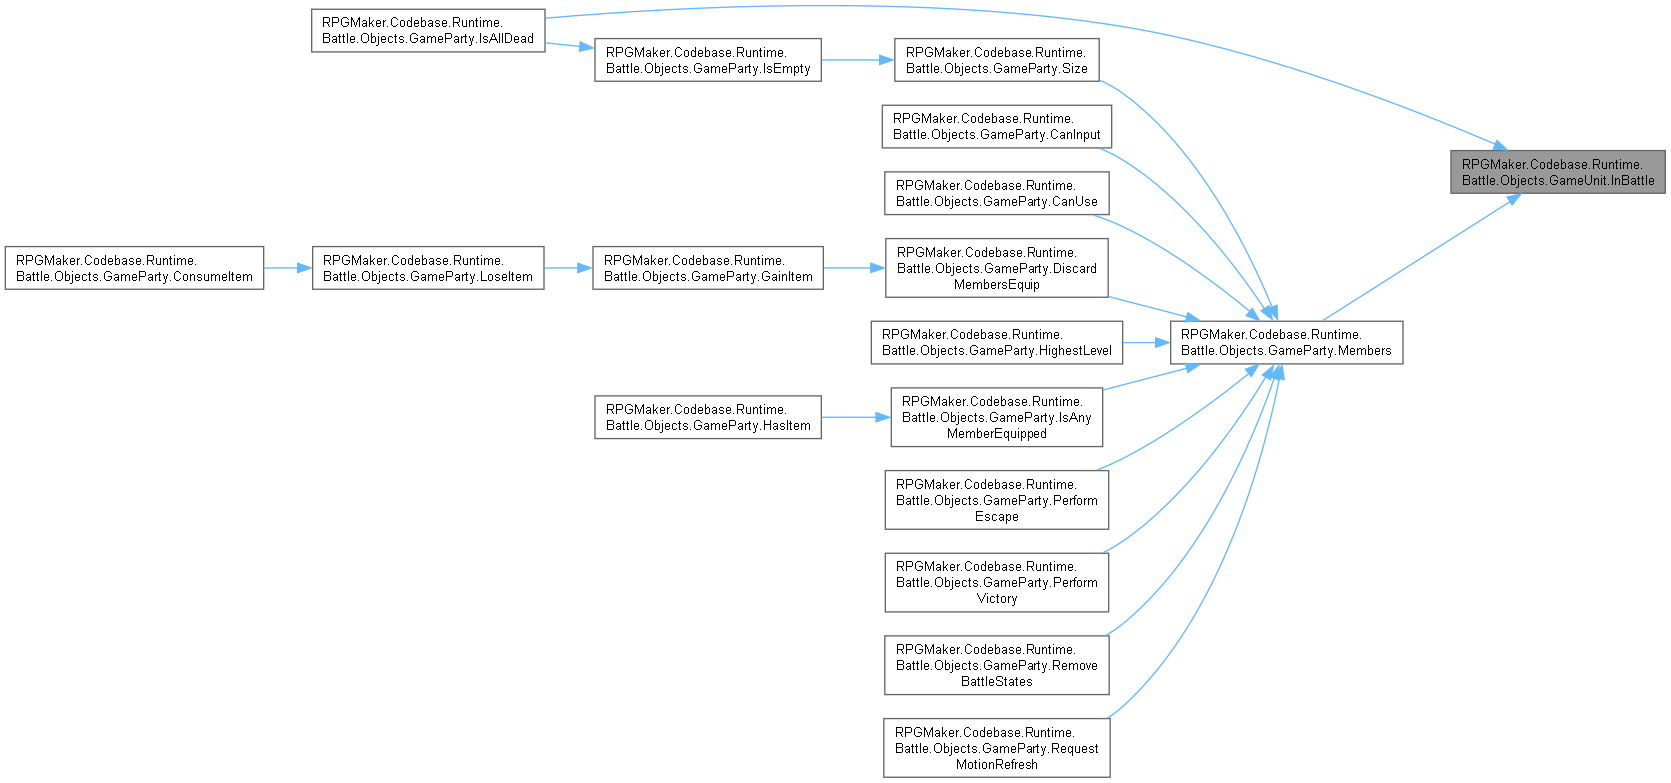 RPGMaker.Codebase.Runtime.
Battle.Objects.GameParty.IsAllDead
RPGMaker.Codebase.Runtime.
Battle.Objects.GameParty.IsEmpty
RPGMaker.Codebase.Runtime.
Battle.Objects.GameParty.Size
RPGMaker.Codebase.Runtime.
Battle.Objects.GameParty.CanInput
RPGMaker.Codebase.Runtime.
Battle.Objects.GameUnit.InBattle
RPGMaker.Codebase.Runtime.
Battle.Objects.GameParty.CanUse
RPGMaker.Codebase.Runtime.
Battle.Objects.GameParty.ConsumeItem
RPGMaker.Codebase.Runtime.
Battle.Objects.GameParty.LoseItem
RPGMaker.Codebase.Runtime.
Battle.Objects.GameParty.GainItem
RPGMaker.Codebase.Runtime.
Battle.Objects.GameParty.Discard
MembersEquip
RPGMaker.Codebase.Runtime.
Battle.Objects.GameParty.HighestLevel
RPGMaker.Codebase.Runtime.
Battle.Objects.GameParty.Members
RPGMaker.Codebase.Runtime.
Battle.Objects.GameParty.HasItem
RPGMaker.Codebase.Runtime.
Battle.Objects.GameParty.IsAny
MemberEquipped
RPGMaker.Codebase.Runtime.
Battle.Objects.GameParty.Perform
Escape
RPGMaker.Codebase.Runtime.
Battle.Objects.GameParty.Perform
Victory
RPGMaker.Codebase.Runtime.
Battle.Objects.GameParty.Remove
BattleStates
RPGMaker.Codebase.Runtime.
Battle.Objects.GameParty.Request
MotionRefresh